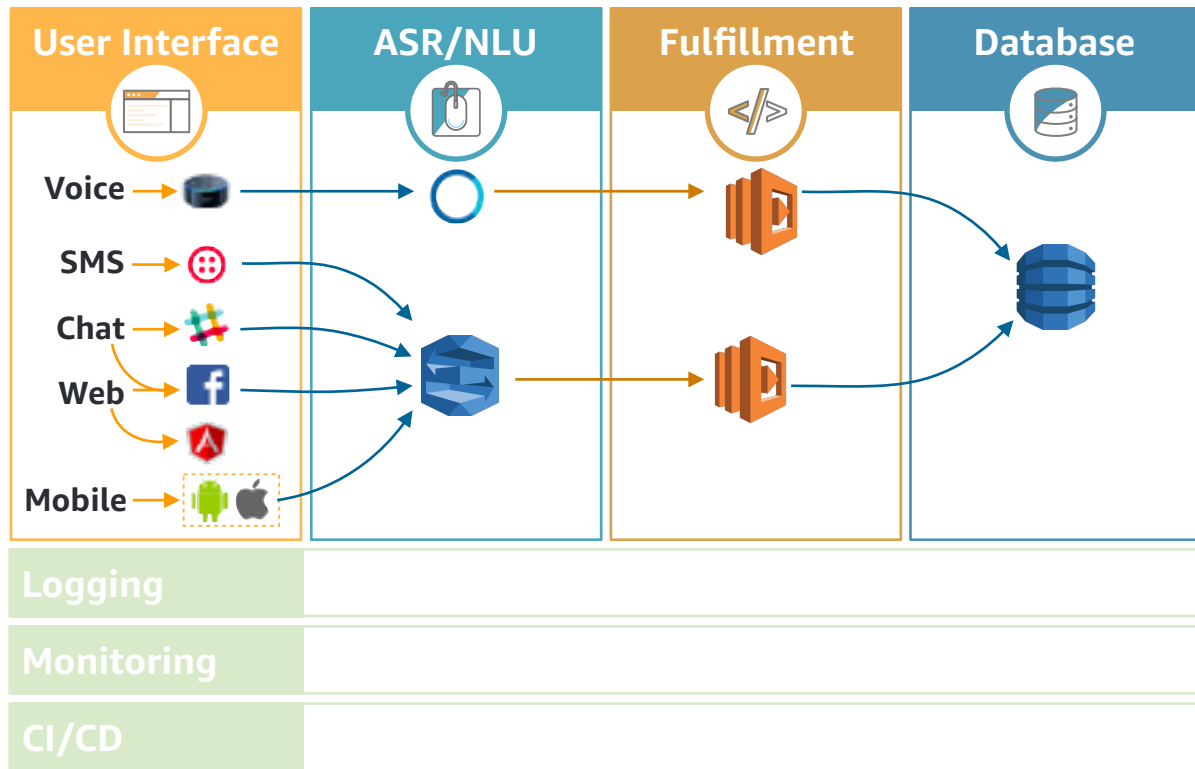 User Interface
ASR/NLU
Fulfillment
Database
Voice
SMS
Chat
Web
Mobile
Logging
Monitoring
CI/CD